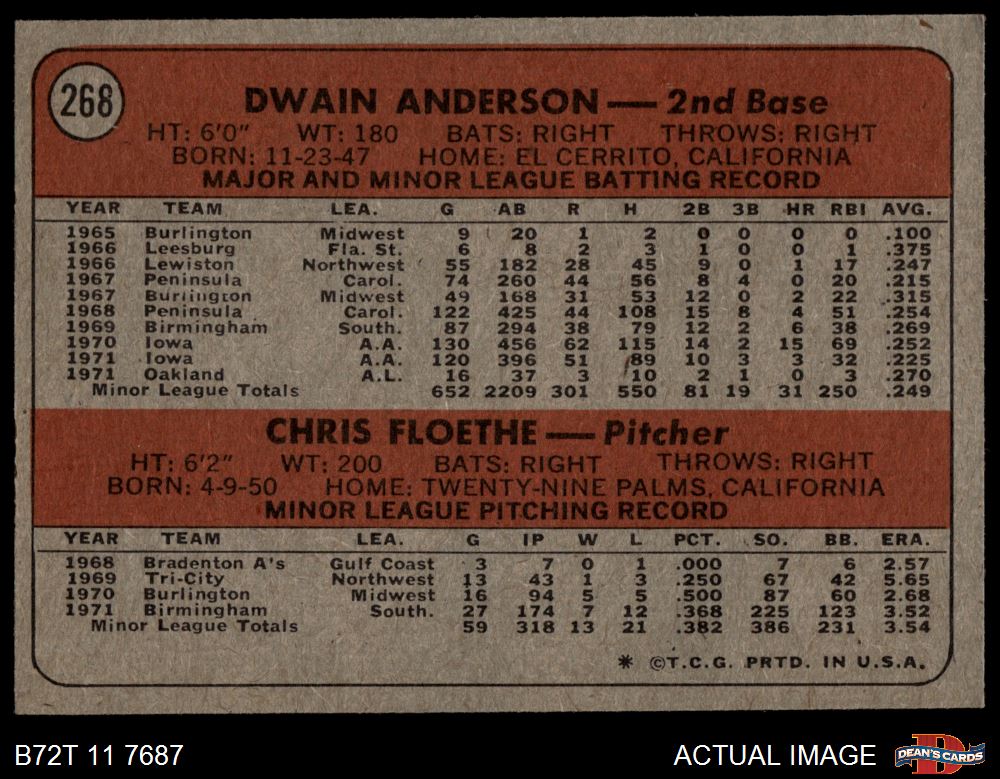 268
DWAIN ANDERSON — 2nd Base
HT: 6'0" WT: 180 BATS: RIGHT THROWS: RIGHT
BORN: 11-23-47 HOME: EL CERRITO, CALIFORNIA
MAJOR AND MINOR LEAGUE BATTING RECORD
YEAR TEAM LEA. G AB R H 2B 3B HR RBI AVG.
1965 Burlington Midwest 9 20 1 2 0 0 0 0 .100
1966 Leesburg Fla. St. 6 8 2 3 1 0 0 1 .375
1966 Lewiston Northwest 55 182 28 45 9 0 1 17 .247
1967 Peninsula Carol. 74 260 44 56 8 4 0 20 .215
1967 Burlington Midwest 49 168 31 53 12 0 2 22 .315
1968 Peninsula Carol. 122 425 44 108 15 8 4 51 .254
1969 Birmingham South. 87 294 38 79 12 2 6 38 .269
1970 Iowa A.A. 130 456 62 115 14 2 15 69 .252
1971 Iowa A.A. 120 396 51 89 10 3 3 32 .225
1971 Oakland A.L. 16 37 3 10 2 1 0 3 .270
Minor League Totals 652 2209 301 550 81 19 31 250 .249
CHRIS FLOETHE — Pitcher
HT: 6'2" WT: 200 BATS: RIGHT THROWS: RIGHT
BORN: 4-9-50 HOME: TWENTY-NINE PALMS, CALIFORNIA
MINOR LEAGUE PITCHING RECORD
YEAR TEAM LEA. G IP W L PCT. SO. BB. ERA.
1968 Bradenton A's Gulf Coast 3 7 0 1 .000 7 6 2.57
1969 Tri-City Northwest 13 43 1 3 .250 67 42 5.65
1970 Burlington Midwest 16 94 5 5 .500 87 60 2.68
1971 Birmingham South. 27 174 7 12 .368 225 123 3.52
Minor League Totals 59 318 13 21 .382 386 231 3.54
* ©T.C.G. PRTD. IN U.S.A.
B72T 11 7687 ACTUAL IMAGE DEAN'S CARDS